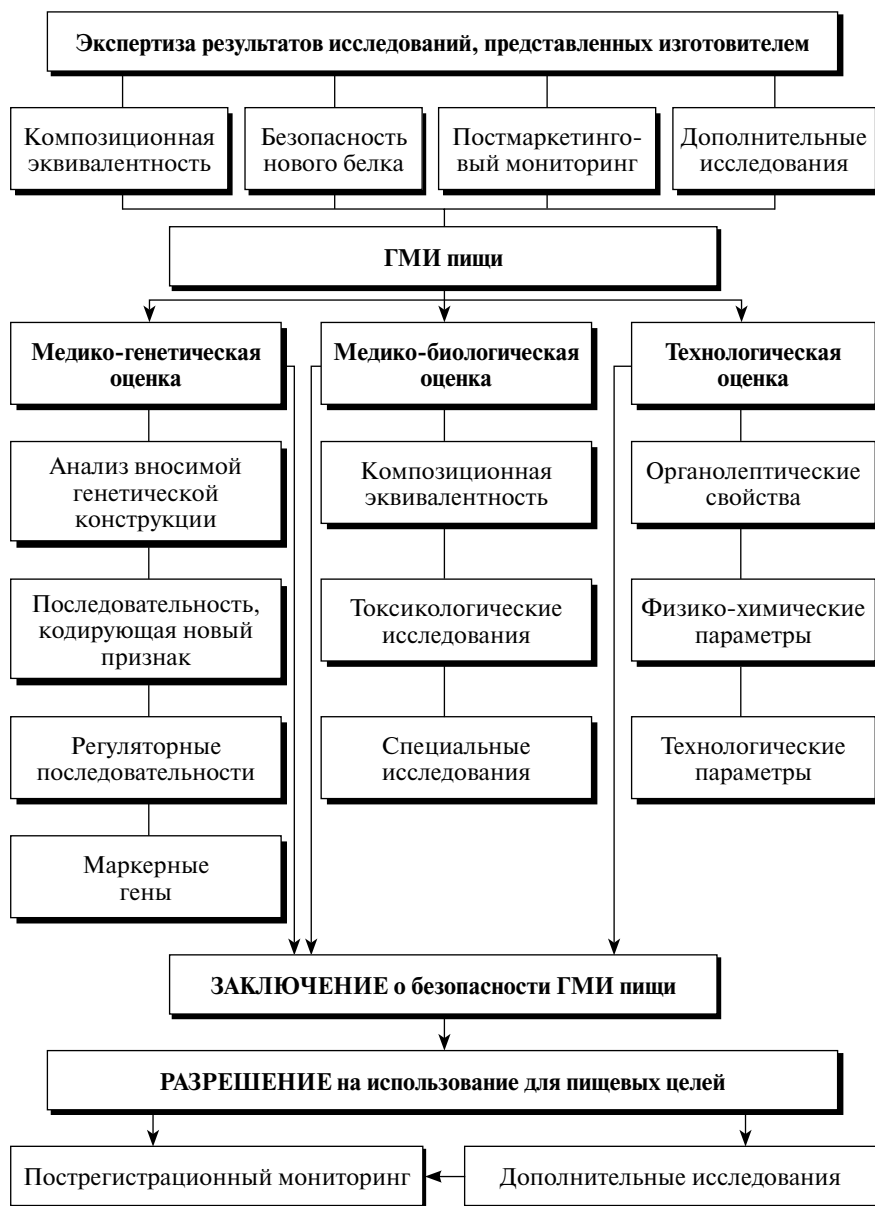 Экспертиза результатов исследований, представленных изготовителем
Композиционная
эквивалентность
Безопасность
нового белка
Постмаркетинго-
вый мониторинг
Дополнительные
исследования
ГМИ пищи
Медико-генетическая
оценка
Медико-биологическая
оценка
Технологическая
оценка
Анализ вносимой
генетической
конструкции
Последовательность,
кодирующая новый
признак
Регуляторные
последовательности
Маркерные
гены
Композиционная
эквивалентность
Токсикологические
исследования
Специальные
исследования
Органолептические
свойства
Физико-химические
параметры
Технологические
параметры
ЗАКЛЮЧЕНИЕ о безопасности ГМИ пищи
РАЗРЕШЕНИЕ на использование для пищевых целей
Пострегистрационный мониторинг
Дополнительные исследования